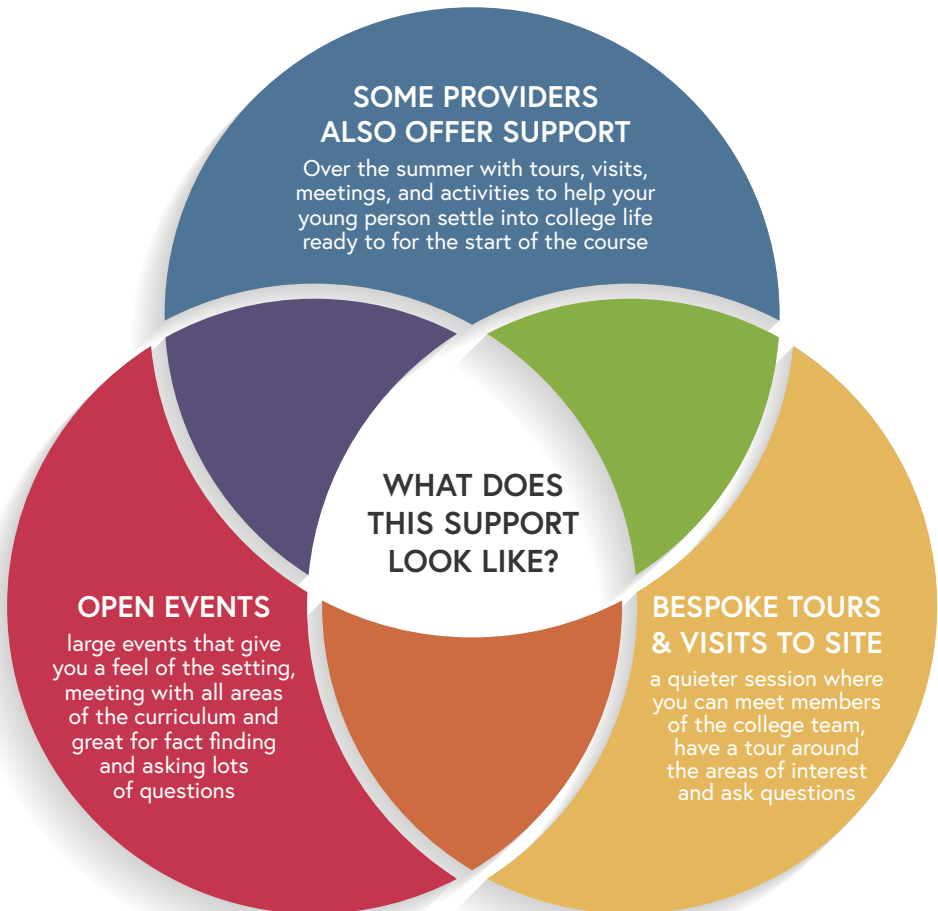 SOME PROVIDERS
ALSO OFFER SUPPORT
Over the summer with tours, visits,
meetings, and activities to help your
young person settle into college life
ready to for the start of the course
WHAT DOES
THIS SUPPORT
LOOK LIKE?
OPEN EVENTS
large events that give
you a feel of the setting,
meeting with all areas
of the curriculum and
great for fact finding
and asking lots
of questions
BESPOKE TOURS
& VISITS TO SITE
a quieter session where
you can meet members
of the college team,
have a tour around
the areas of interest
and ask questions